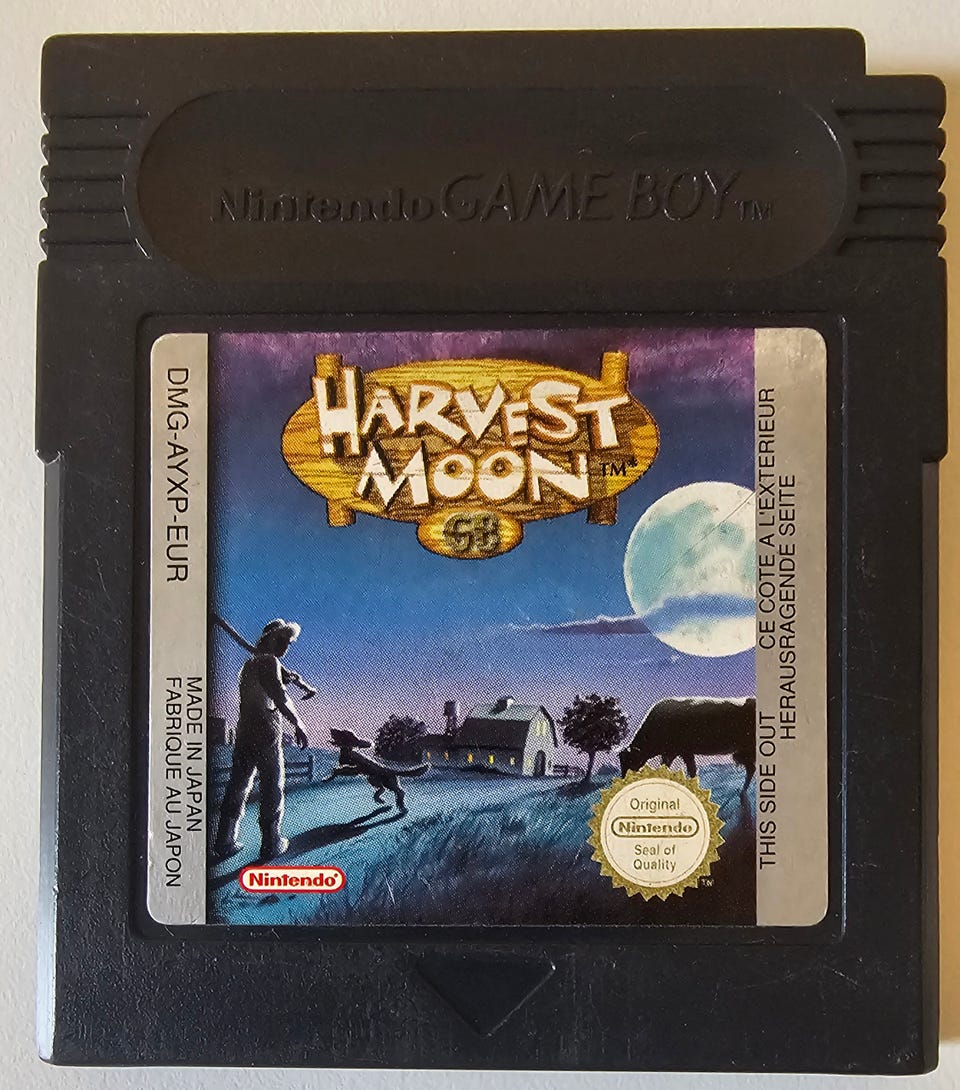 Nintendo GAME BOY TM
DMG-AYXP-EUR
MADE IN JAPAN
FABRIQUE AU JAPON
HARVEST
MOON TM*
GB
Nintendo®
Original
Nintendo
Seal of
Quality
TM
THIS SIDE OUT CE COTE A L'EXTERIEUR
HERAUSRAGENDE SEITE